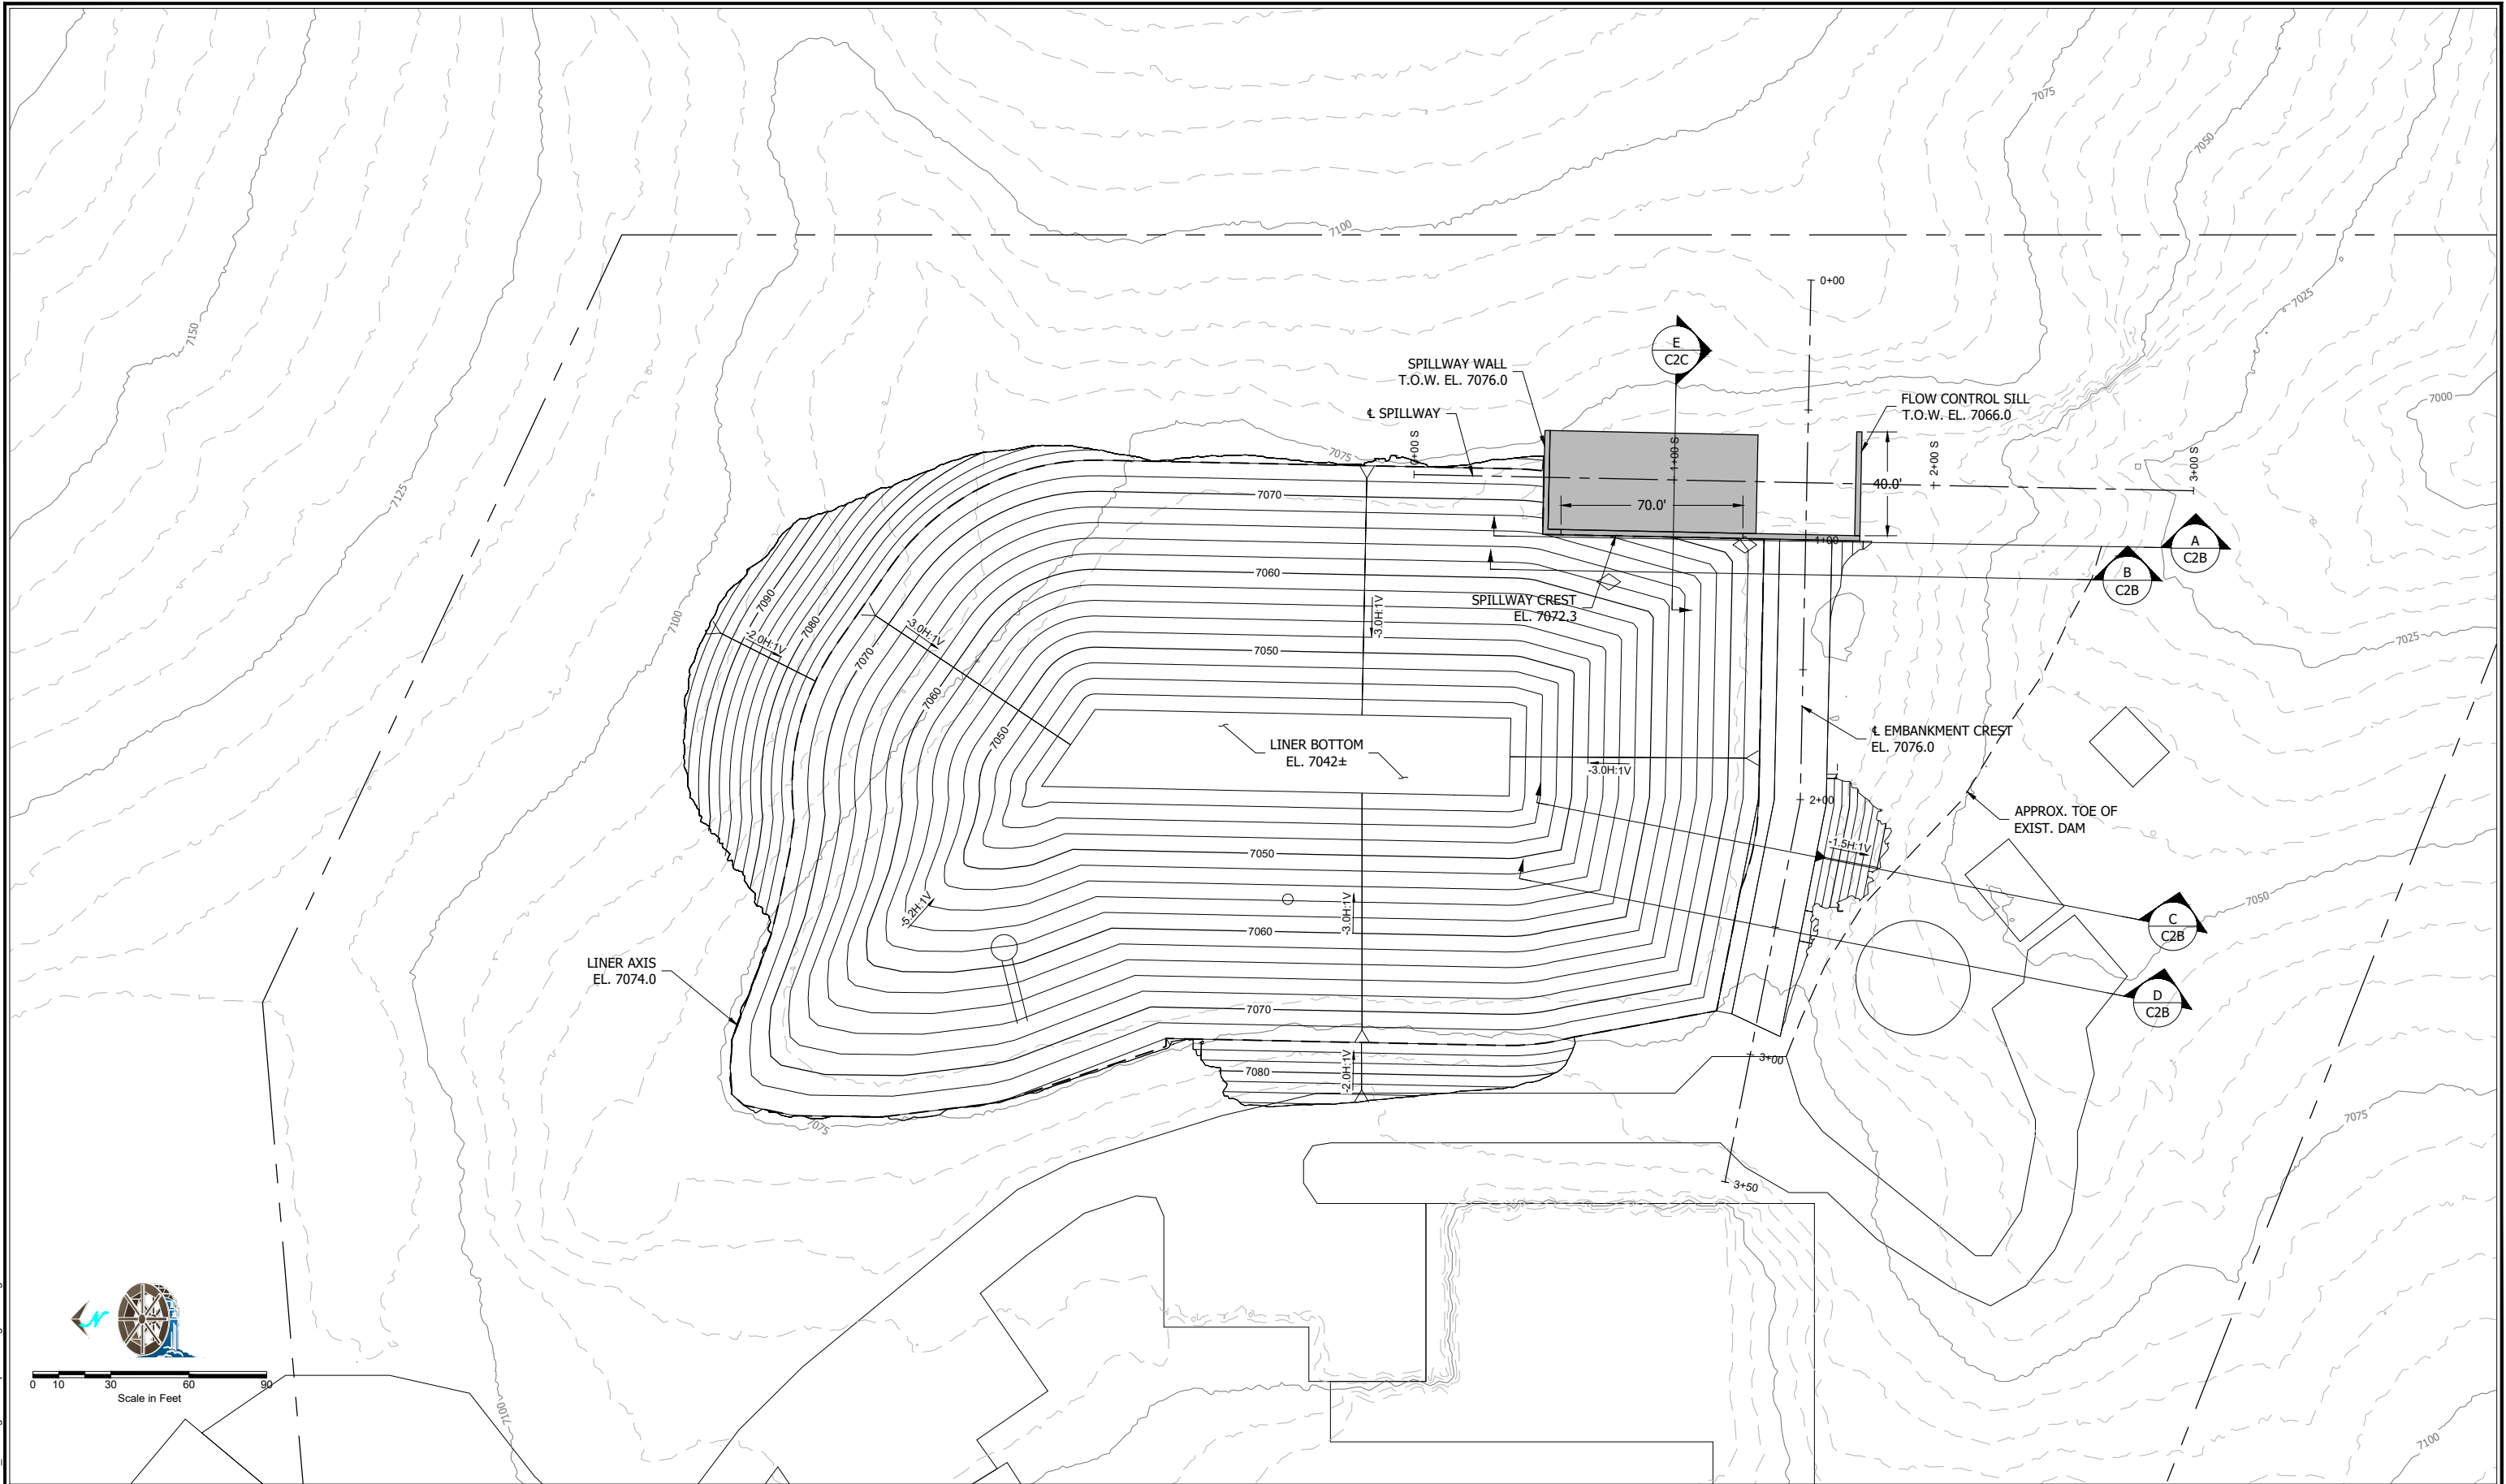 7075
7050
7150
7100
7025
0+00
E
C2C
SPILLWAY WALL
T.O.W. EL. 7076.0
℄ SPILLWAY
FLOW CONTROL SILL
T.O.W. EL. 7066.0
7000
0+00 S
1+00 S
2+00 S
3+00 S
7075
7125
7070
70.0'
40.0'
1+00
A
C2B
B
C2B
7060
7090
7080
7100
-2.0H:1V
-3.0H:1V
-3.0H:1V
SPILLWAY CREST
EL. 7072.3
7025
7070
7050
7060
7050
LINER BOTTOM
EL. 7042±
-3.0H:1V
℄ EMBANKMENT CREST
EL. 7076.0
2+00
APPROX. TOE OF
EXIST. DAM
-1.5H:1V
7050
-5.2H:1V
-3.0H:1V
7060
C
C2B
7050
LINER AXIS
EL. 7074.0
D
C2B
7070
3+00
-2.0H:1V
7080
7075
7075
3+50
N
0 10 30 60 90
Scale in Feet
7100
7100